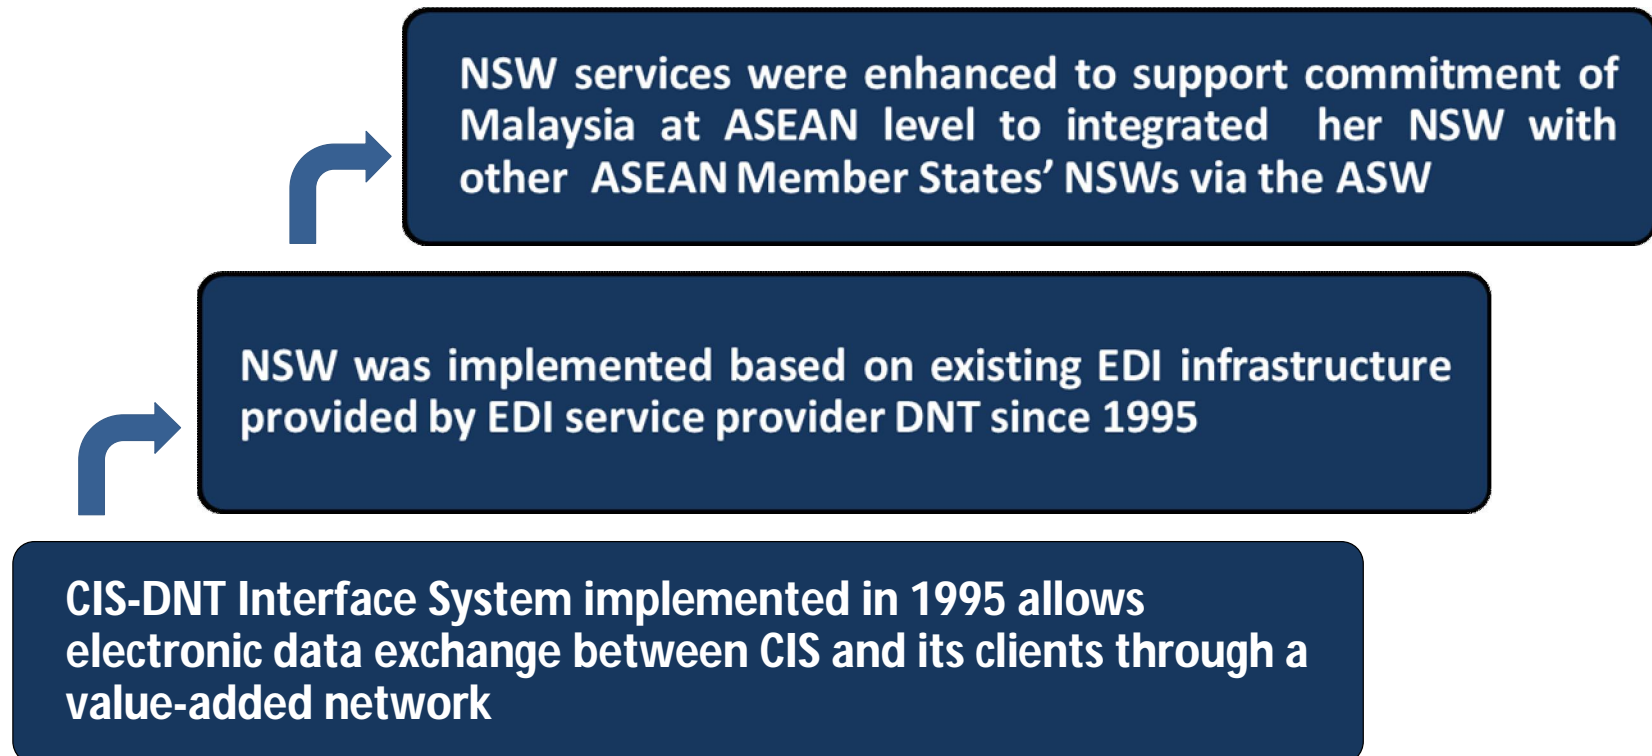 NSW services were enhanced to support commitment of
Malaysia at ASEAN level to integrated her NSW with
other ASEAN Member States’ NSWs via the ASW
NSW was implemented based on existing EDI infrastructure
provided by EDI service provider DNT since 1995
CIS-DNT Interface System implemented in 1995 allows
electronic data exchange between CIS and its clients through a
value-added network